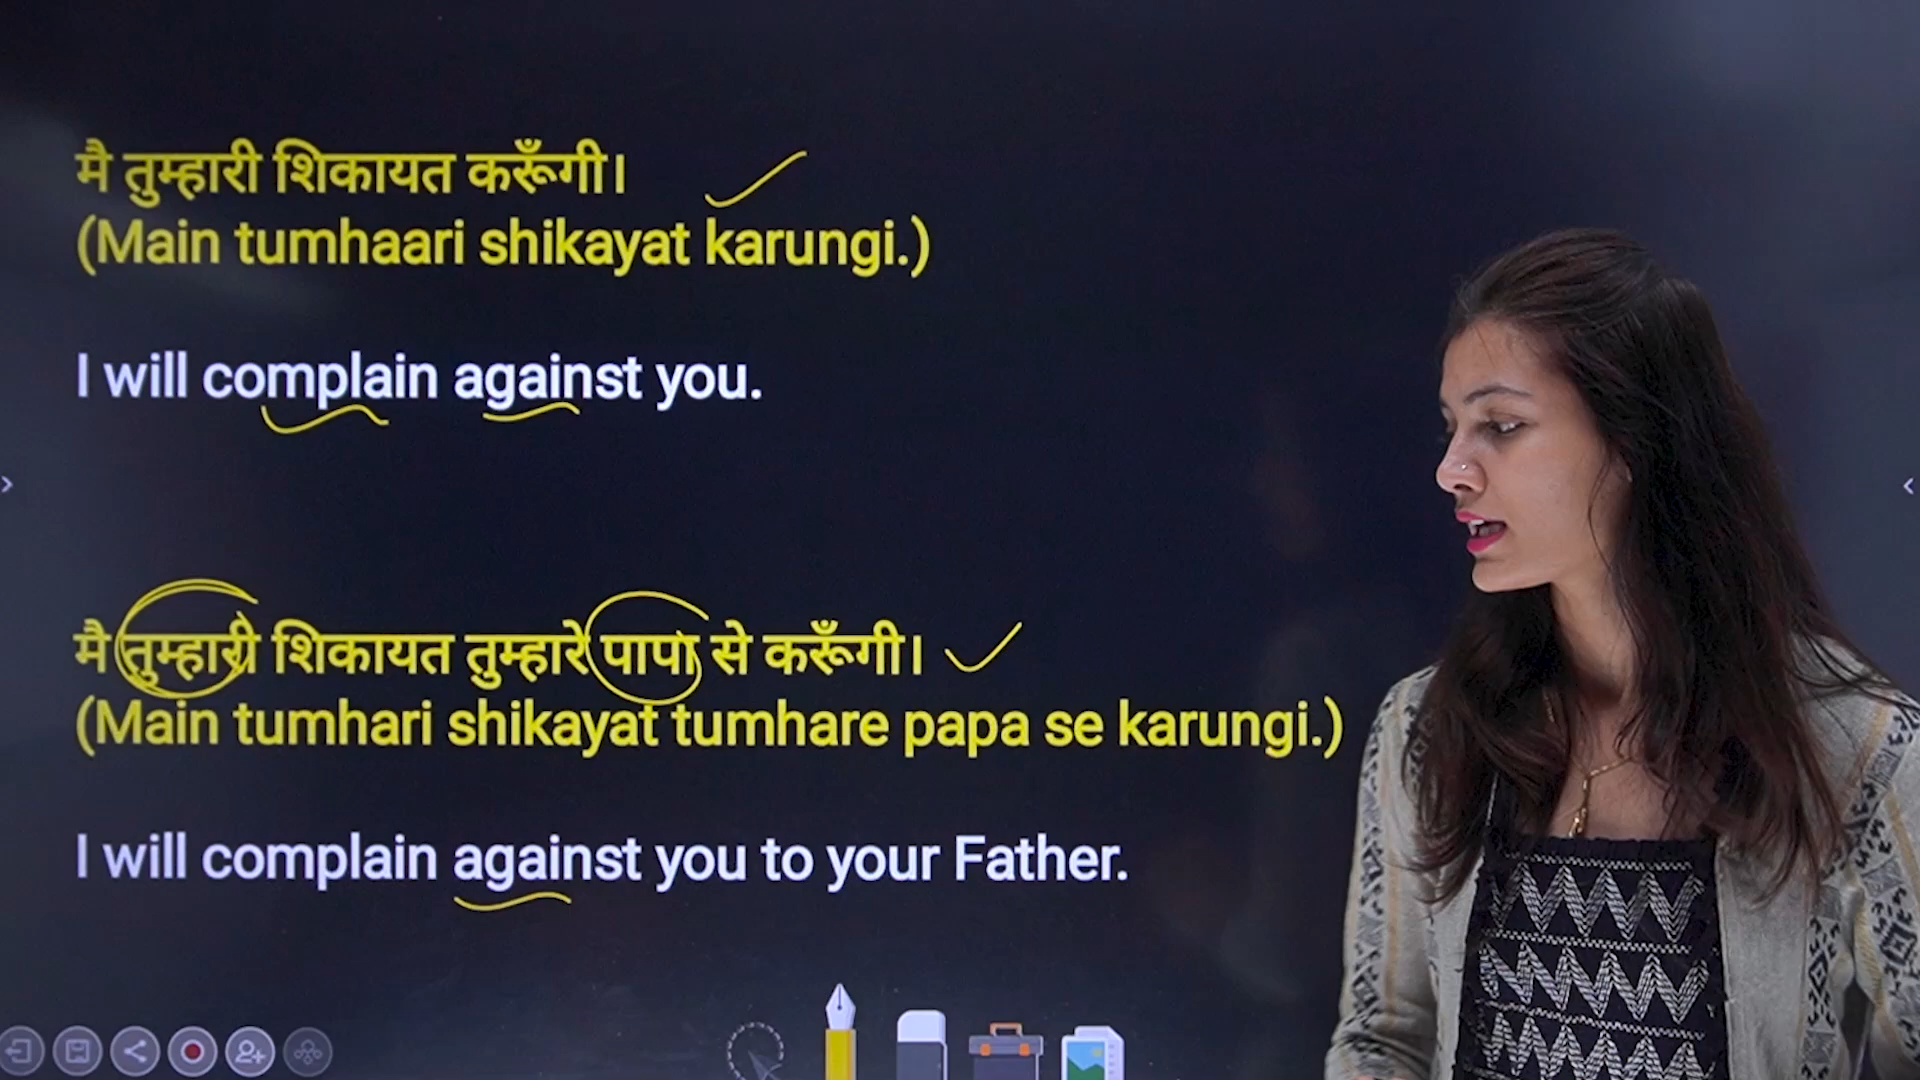 मै तुम्हारी शिकायत करूँगी।
(Main tumhaari shikayat karungi.)
I will complain against you.
मै तुम्हारी शिकायत तुम्हारे पापा से करूँगी।
(Main tumhari shikayat tumhare papa se karungi.)
I will complain against you to your Father.